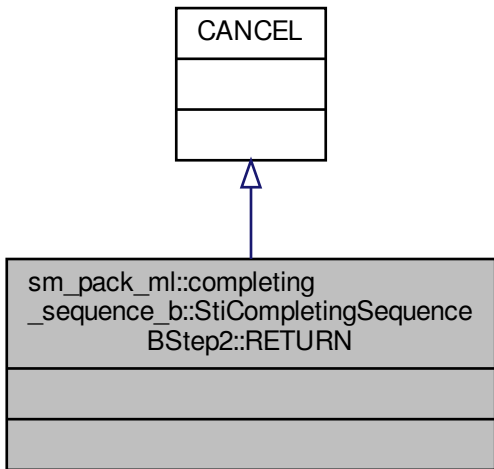 CANCEL
sm_pack_ml::completing
_sequence_b::StiCompletingSequence
BStep2::RETURN